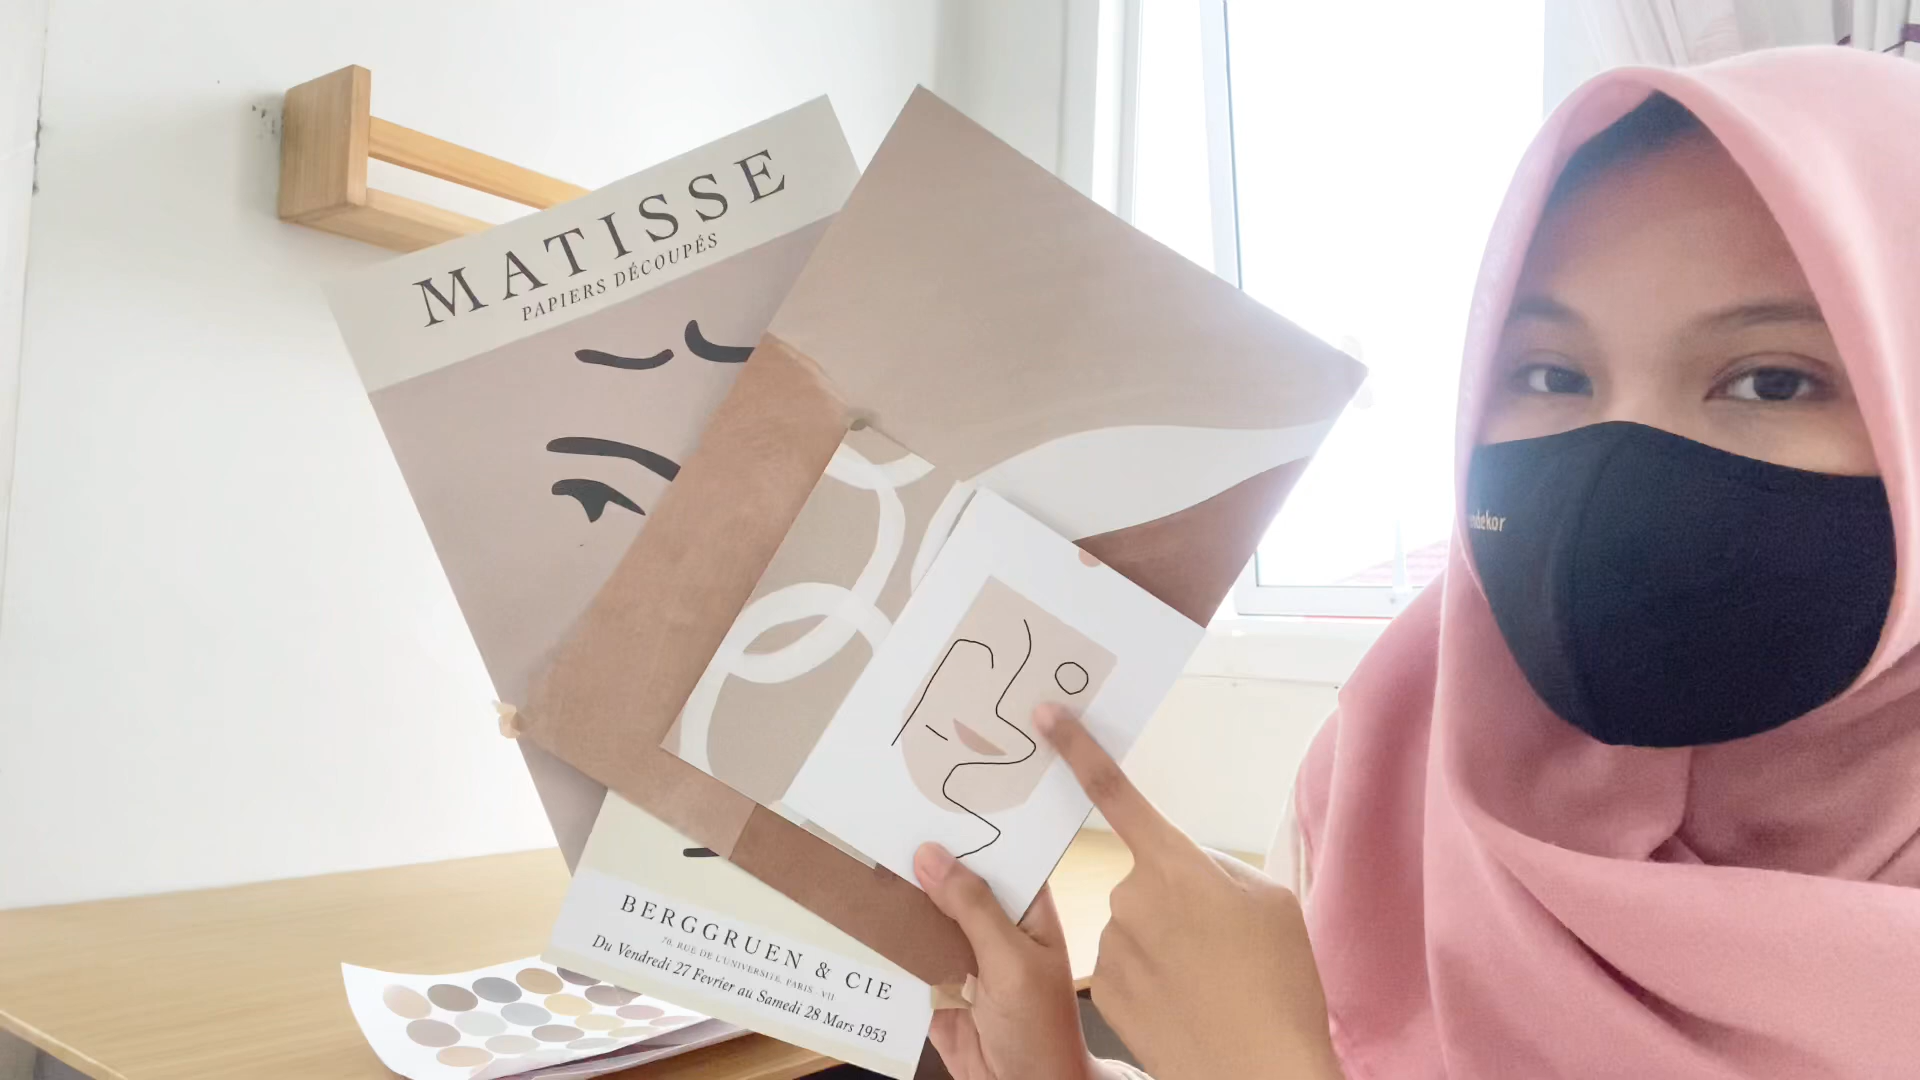 MATISSE
PAPIERS DÉCOUPÉS
BERGGRUEN & CIE
70, RUE DE L'UNIVERSITE, PARIS - VII
Du Vendredi 27 Fevrier au Samedi 28 Mars 1953